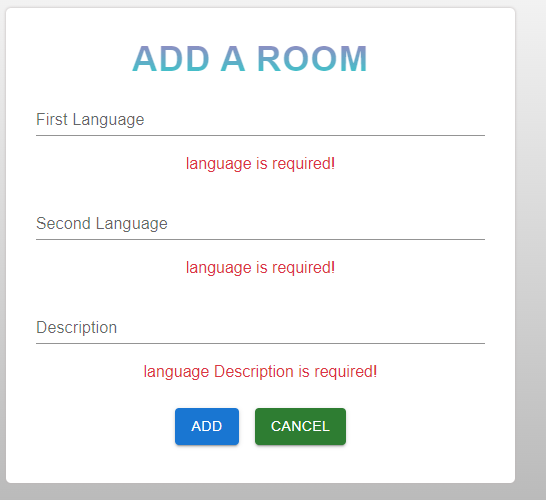 ADD A ROOM
First Language
language is required!
Second Language
language is required!
Description
language Description is required!
ADD
CANCEL